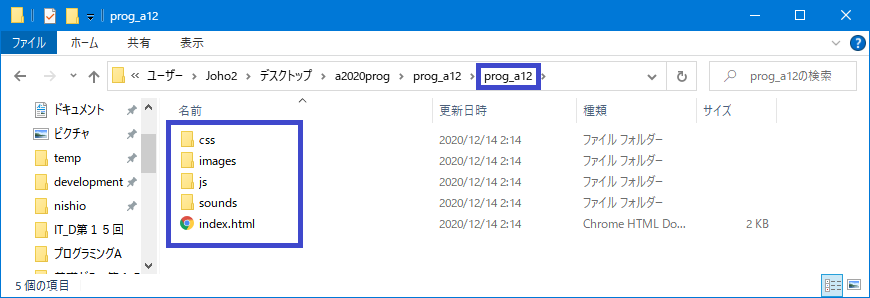 prog_a12
ファイル ホーム 共有 表示
« ユーザー › Joho2 › デスクトップ › a2020prog › prog_a12 › prog_a12 ›
prog_a12の検索
ドキュメント
ピクチャ
temp
development
nishio
IT_D第１５回
プログラミングA
名前 更新日時 種類 サイズ
css 2020/12/14 2:14 ファイル フォルダー
images 2020/12/14 2:14 ファイル フォルダー
js 2020/12/14 2:14 ファイル フォルダー
sounds 2020/12/14 2:14 ファイル フォルダー
index.html 2020/12/14 2:14 Chrome HTML Do... 2 KB
5 個の項目